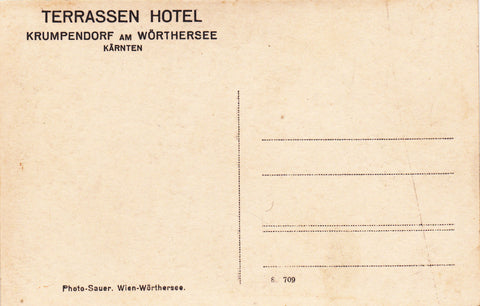 TERRASSEN HOTEL
KRUMPENDORF AM WÖRTHERSEE
KÄRNTEN
S. 709
Photo-Sauer. Wien-Wörthersee.